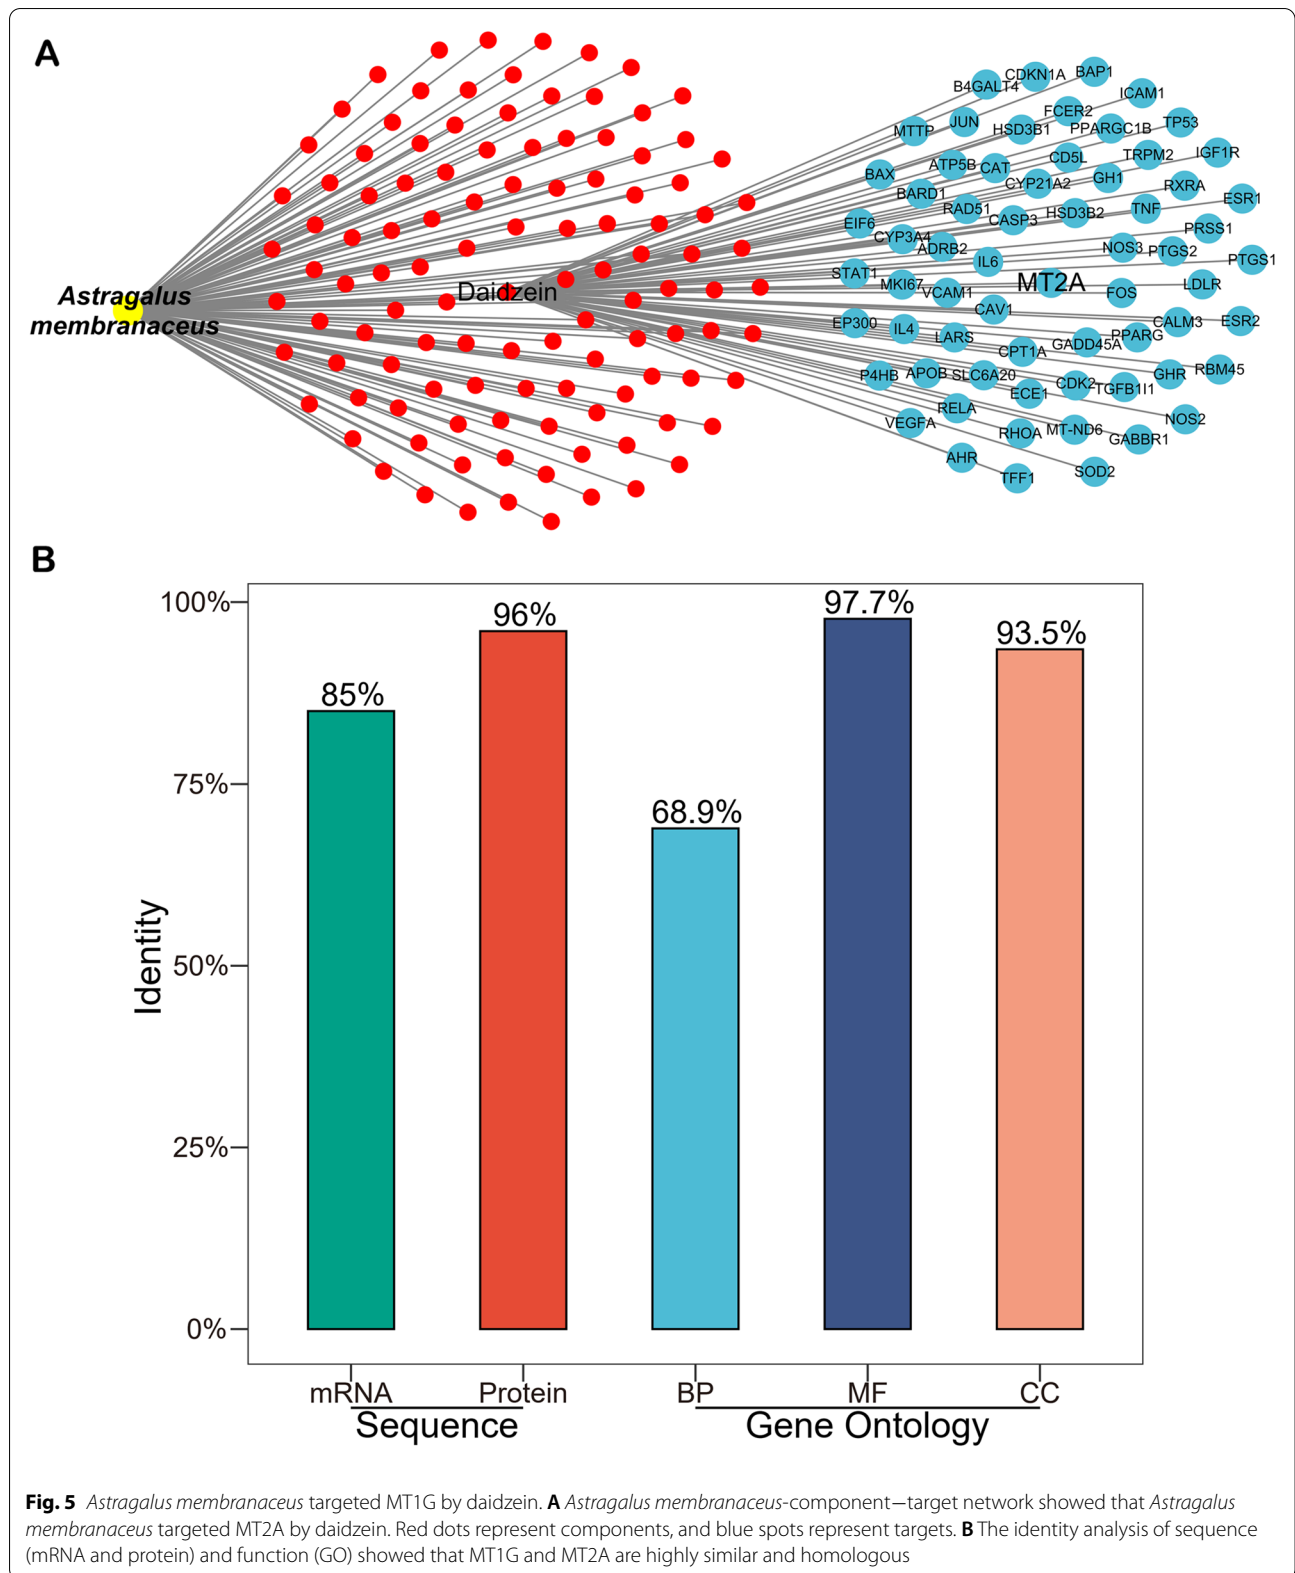 A
Astragalus
membranaceus
Daidzein
B4GALT4
CDKN1A
BAP1
ICAM1
MTTP
JUN
HSD3B1
FCER2
PPARGC1B
TP53
BAX
ATP5B
CAT
CD5L
TRPM2
IGF1R
BARD1
CYP21A2
GH1
RXRA
ESR1
EIF6
RAD51
CASP3
HSD3B2
TNF
PRSS1
CYP3A4
ADRB2
IL6
NOS3
PTGS2
PTGS1
STAT1
MKI67
VCAM1
MT2A
FOS
LDLR
EP300
IL4
CAV1
LARS
CPT1A
GADD45A
PPARG
CALM3
ESR2
P4HB
APOB
SLC6A20
ECE1
CDK2
TGFB1I1
GHR
RBM45
VEGFA
RELA
RHOA
MT-ND6
GABBR1
NOS2
AHR
TFF1
SOD2
B
100%
75%
50%
25%
0%
Identity
85%
96%
68.9%
97.7%
93.5%
mRNA Protein BP MF CC
Sequence Gene Ontology
Fig. 5 Astragalus membranaceus targeted MT1G by daidzein. A Astragalus membranaceus-component—target network showed that Astragalus
membranaceus targeted MT2A by daidzein. Red dots represent components, and blue spots represent targets. B The identity analysis of sequence
(mRNA and protein) and function (GO) showed that MT1G and MT2A are highly similar and homologous